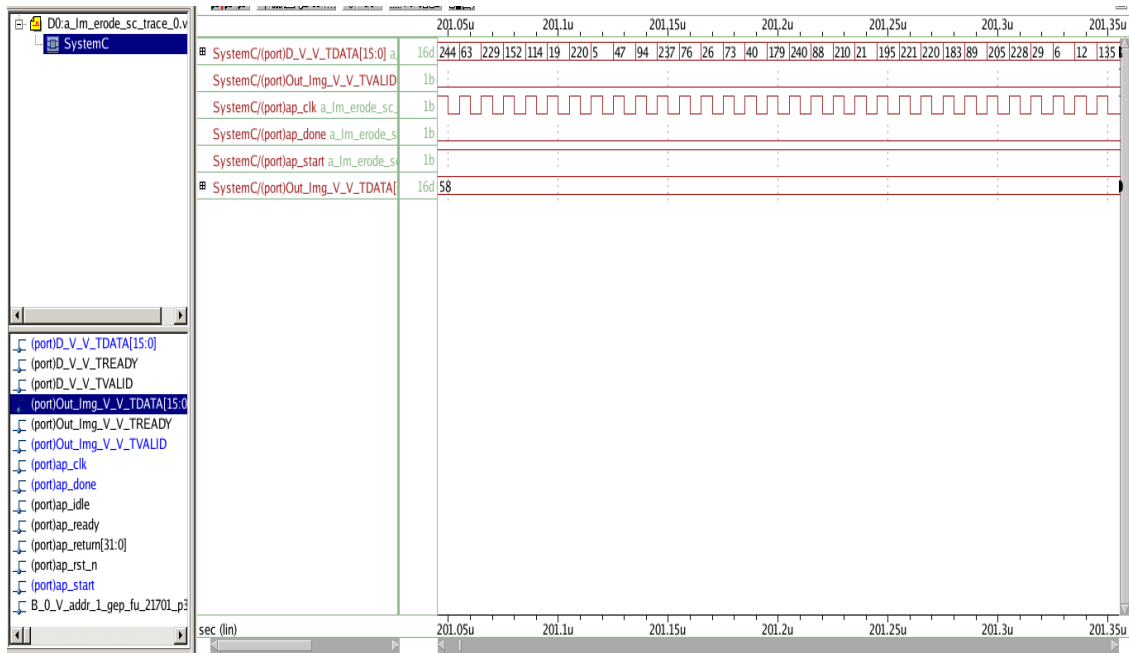 D0:a_Im_erode_sc_trace_0.v
SystemC
(port)D_V_V_TDATA[15:0]
(port)D_V_V_TREADY
(port)D_V_V_TVALID
(port)Out_Img_V_V_TDATA[15:0
(port)Out_Img_V_V_TREADY
(port)Out_Img_V_V_TVALID
(port)ap_clk
(port)ap_done
(port)ap_idle
(port)ap_ready
(port)ap_return[31:0]
(port)ap_rst_n
(port)ap_start
B_0_V_addr_1_gep_fu_21701_p3
201.05u 201.1u 201.15u 201.2u 201.25u 201.3u 201.35u
SystemC/(port)D_V_V_TDATA[15:0] a_ 16d 244 63 229 152 114 19 220 5 47 94 237 76 26 73 40 179 240 88 210 21 195 221 220 183 89 205 228 29 6 12 135
SystemC/(port)Out_Img_V_V_TVALID 1b
SystemC/(port)ap_clk a_Im_erode_sc_ 1b
SystemC/(port)ap_done a_Im_erode_s 1b
SystemC/(port)ap_start a_Im_erode_s 1b
SystemC/(port)Out_Img_V_V_TDATA[ 16d 58
sec (lin) 201.05u 201.1u 201.15u 201.2u 201.25u 201.3u 201.35u